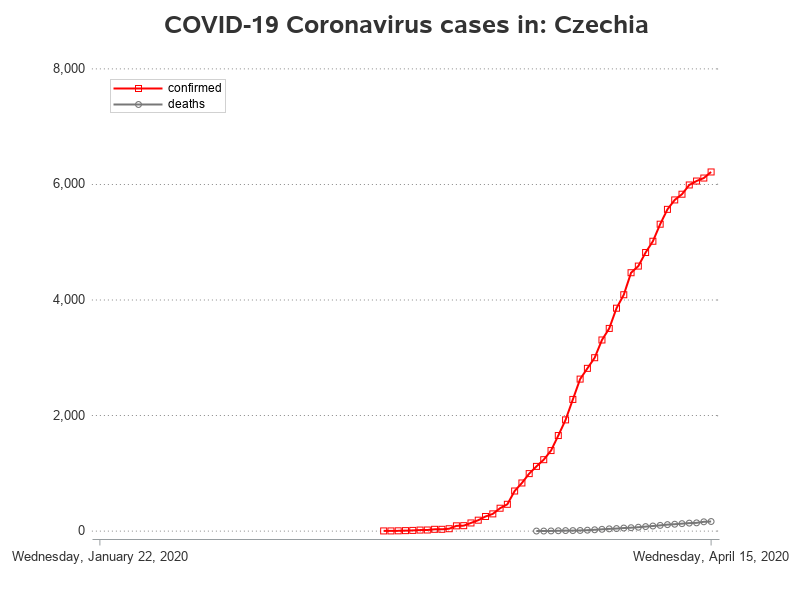 COVID-19 Coronavirus cases in: Czechia
8,000
confirmed
deaths
6,000
4,000
2,000
0
Wednesday, January 22, 2020
Wednesday, April 15, 2020